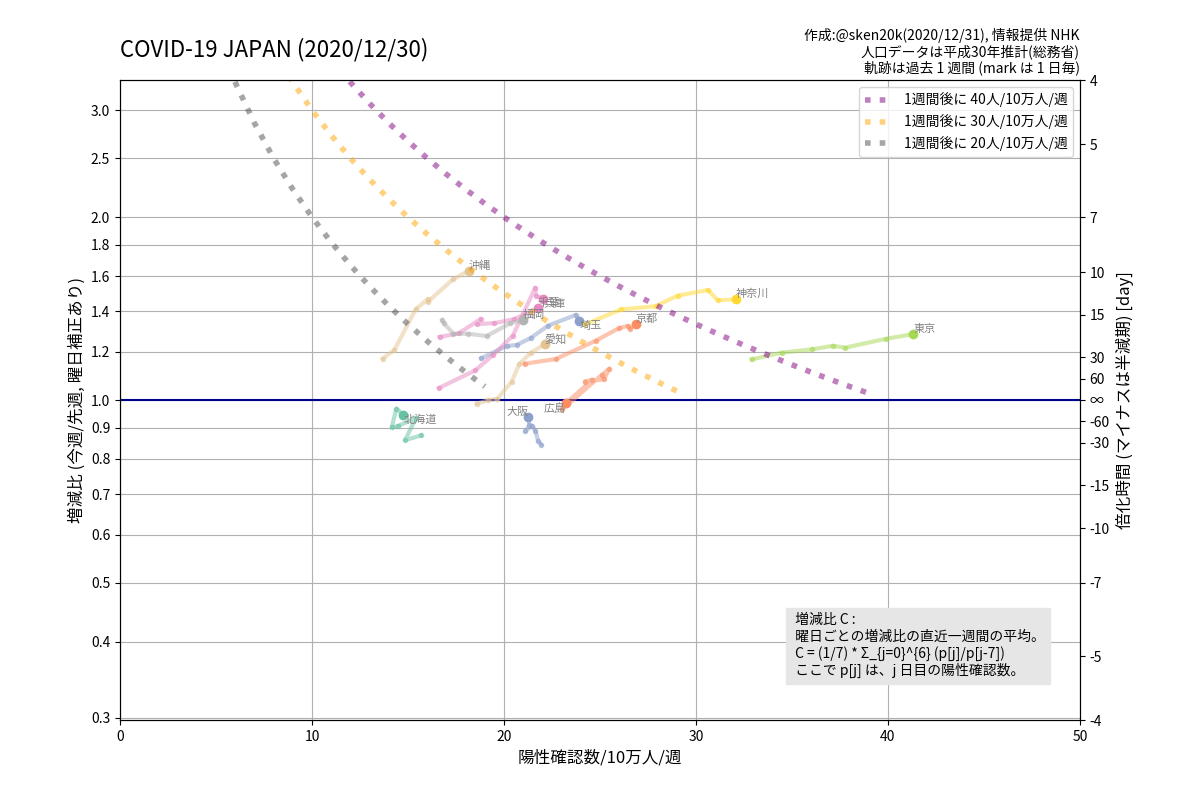 COVID-19 JAPAN (2020/12/30)
作成:@sken20k(2020/12/31), 情報提供 NHK
人口データは平成30年推計(総務省)
軌跡は過去１週間 (mark は１日毎)
1週間後に 40人/10万人/週
1週間後に 30人/10万人/週
1週間後に 20人/10万人/週
増減比 (今週/先週, 曜日補正あり)
3.0
2.5
2.0
1.8
1.6
1.4
1.2
1.0
0.9
0.8
0.7
0.6
0.5
0.4
0.3
沖縄
神奈川
兵庫
福岡
埼玉
京都
東京
愛知
大阪
広島
北海道
4
5
7
10
15
30
60
∞
-60
-30
-15
-10
-7
-5
-4
倍化時間 (マイナスは半減期) [day]
増減比 C :
曜日ごとの増減比の直近一週間の平均。
C = (1/7) * Σ_{j=0}^{6} (p[j]/p[j-7])
ここで p[j] は、j 日目の陽性確認数。
0
10
20
30
40
50
陽性確認数/10万人/週